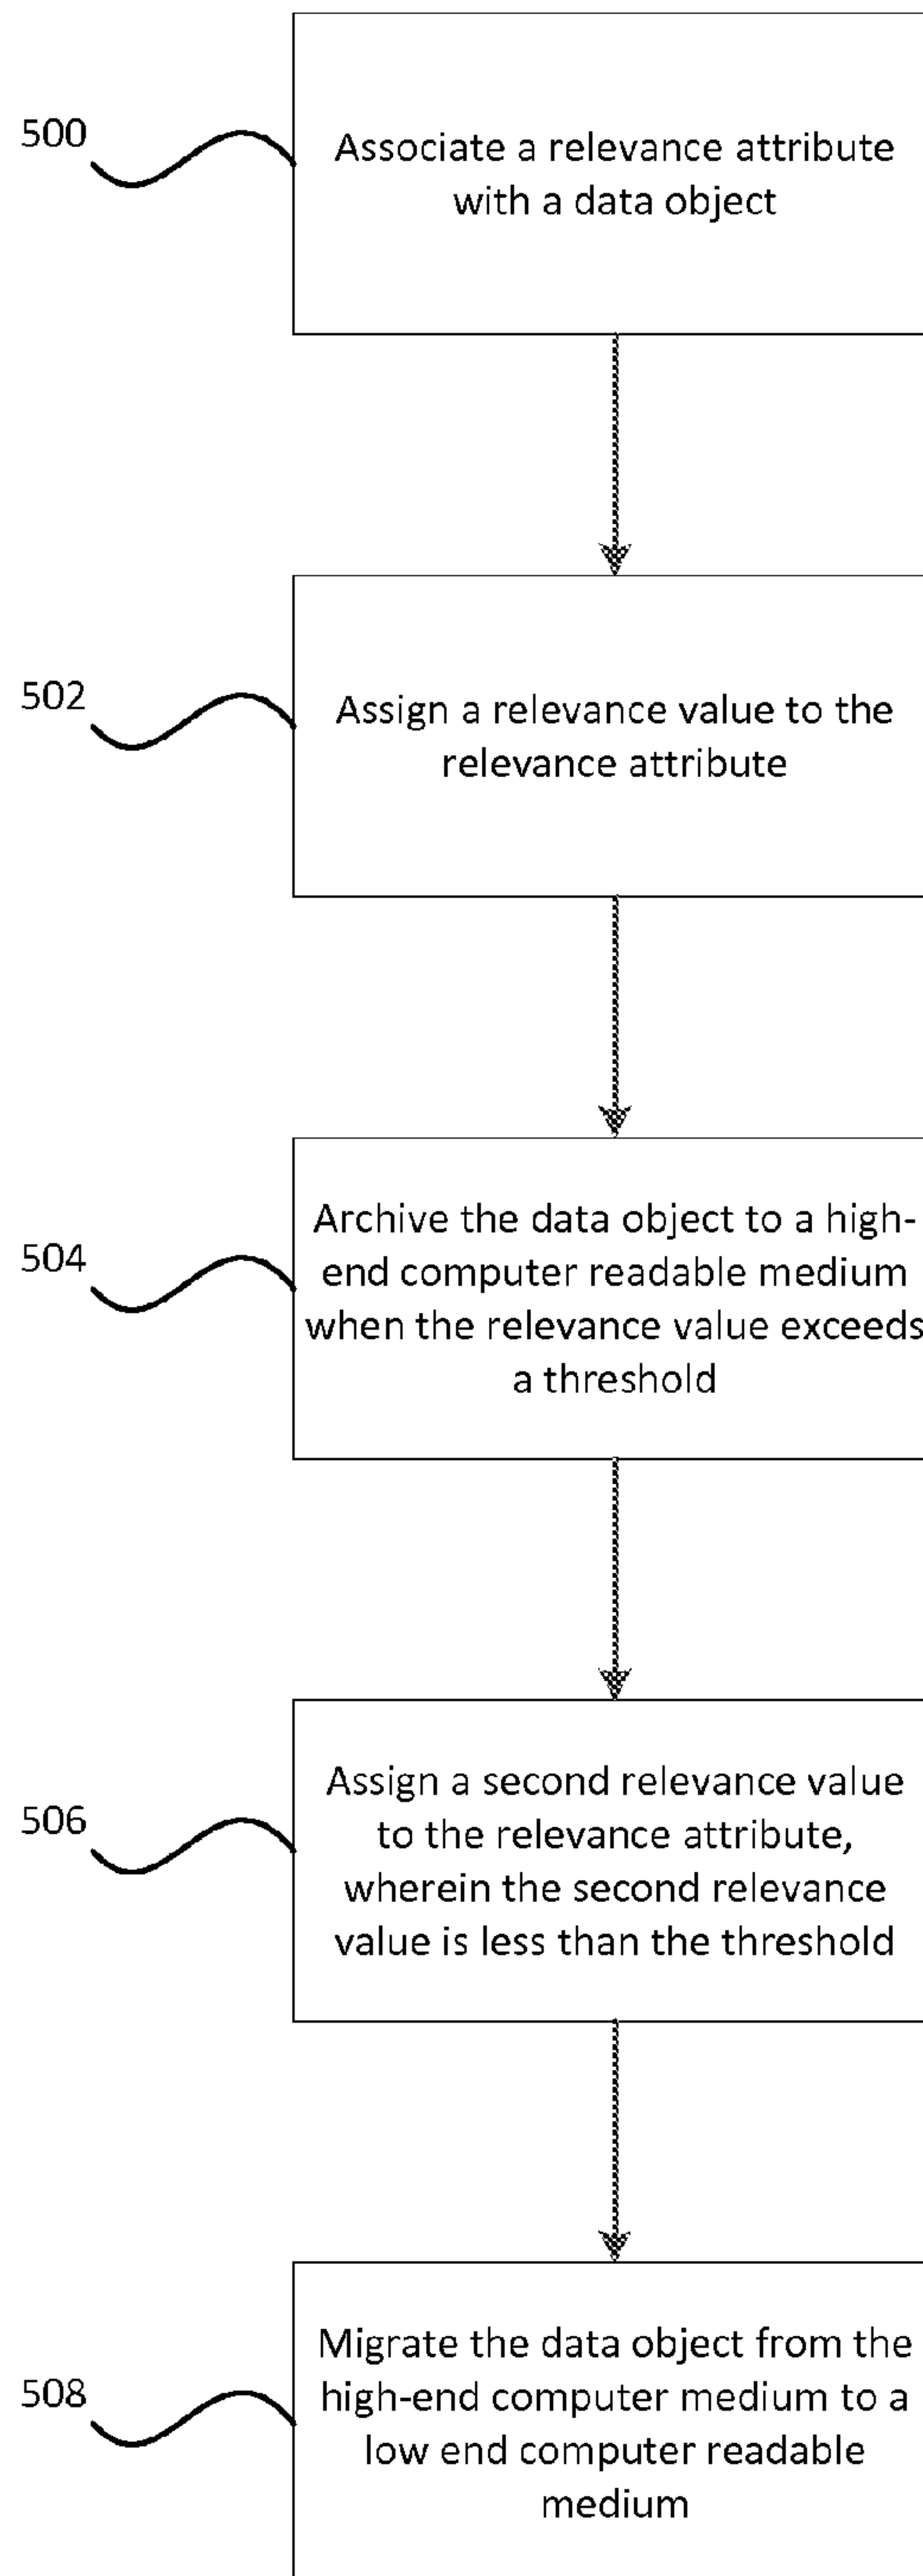 500
Associate a relevance attribute
with a data object
502
Assign a relevance value to the
relevance attribute
504
Archive the data object to a high-
end computer readable medium
when the relevance value exceeds
a threshold
506
Assign a second relevance value
to the relevance attribute,
wherein the second relevance
value is less than the threshold
508
Migrate the data object from the
high-end computer medium to a
low end computer readable
medium